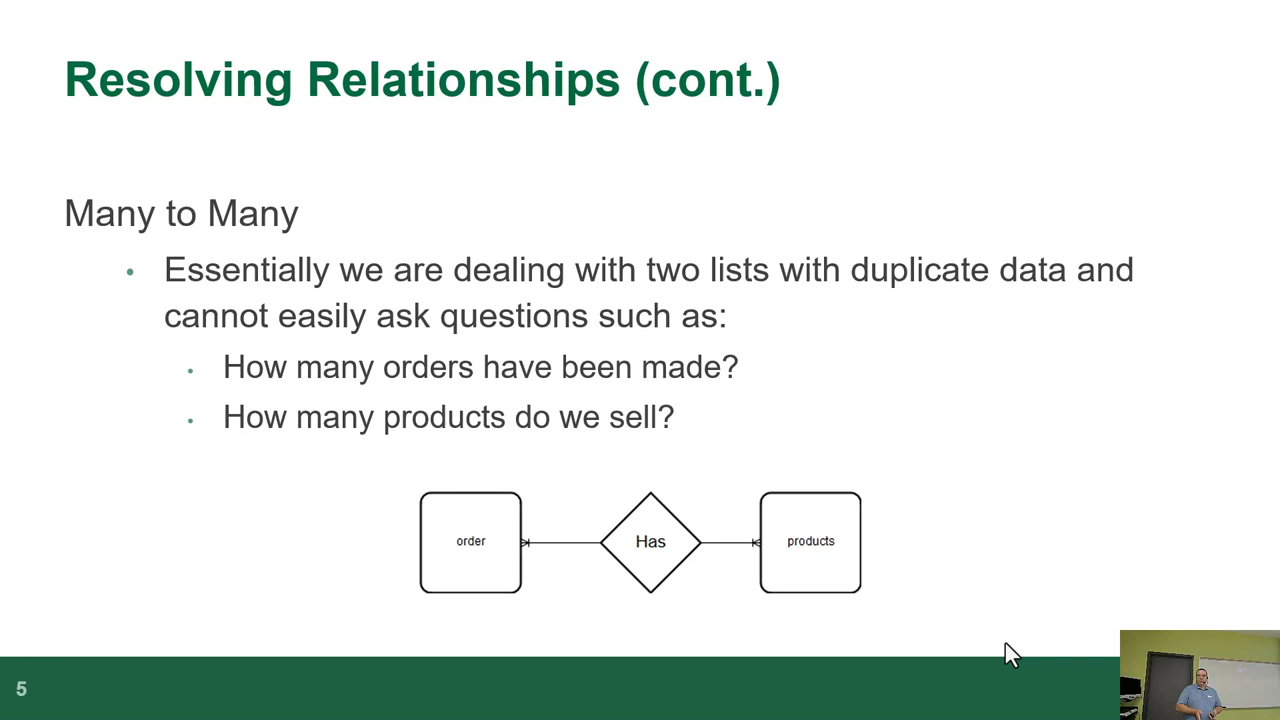 Resolving Relationships (cont.)
Many to Many
• Essentially we are dealing with two lists with duplicate data and
cannot easily ask questions such as:
• How many orders have been made?
• How many products do we sell?
order
Has
products
5